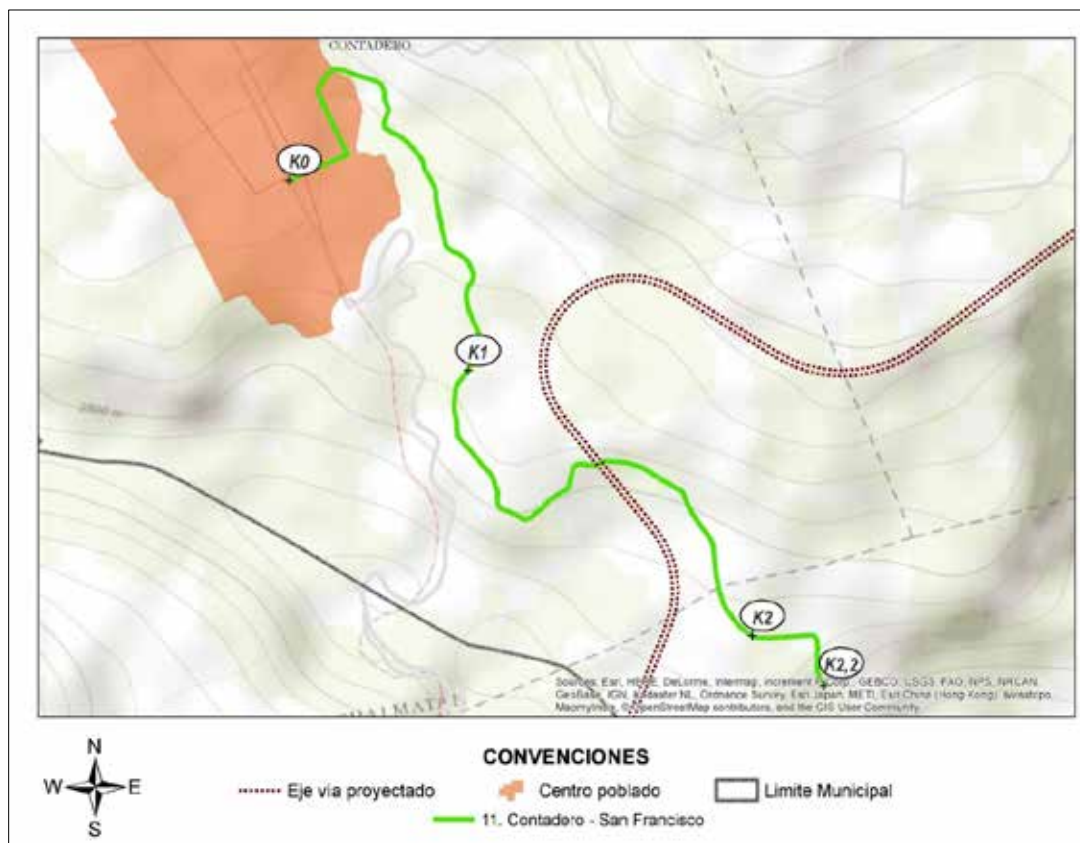 CONTADERO
K0
K1
K2
K2,2
Sources: Esri, HERE, DeLorme, Intermap, increment P Corp., GEBCO, USGS, FAO, NPS, NRCAN,
GeoBase, IGN, Kadaster NL, Ordnance Survey, Esri Japan, METI, Esri China (Hong Kong), swisstopo,
MapmyIndia, © OpenStreetMap contributors, and the GIS User Community
CONVENCIONES
N
W E
S
Eje via proyectado
Centro poblado
Limite Municipal
11. Contadero - San Francisco